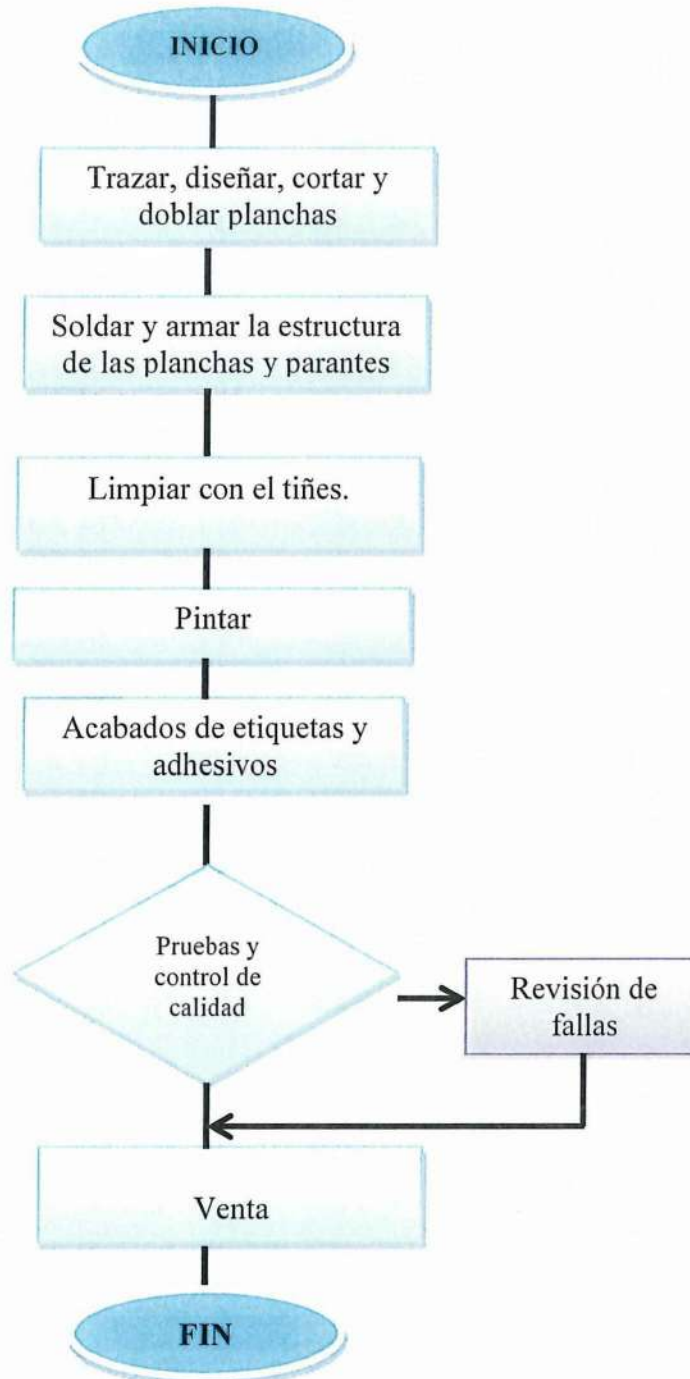 INICIO
Trazar, diseñar, cortar y
doblar planchas
Soldar y armar la estructura
de las planchas y parantes
Limpiar con el tiñes.
Pintar
Acabados de etiquetas y
adhesivos
Pruebas y
control de
calidad
Revisión de
fallas
Venta
FIN